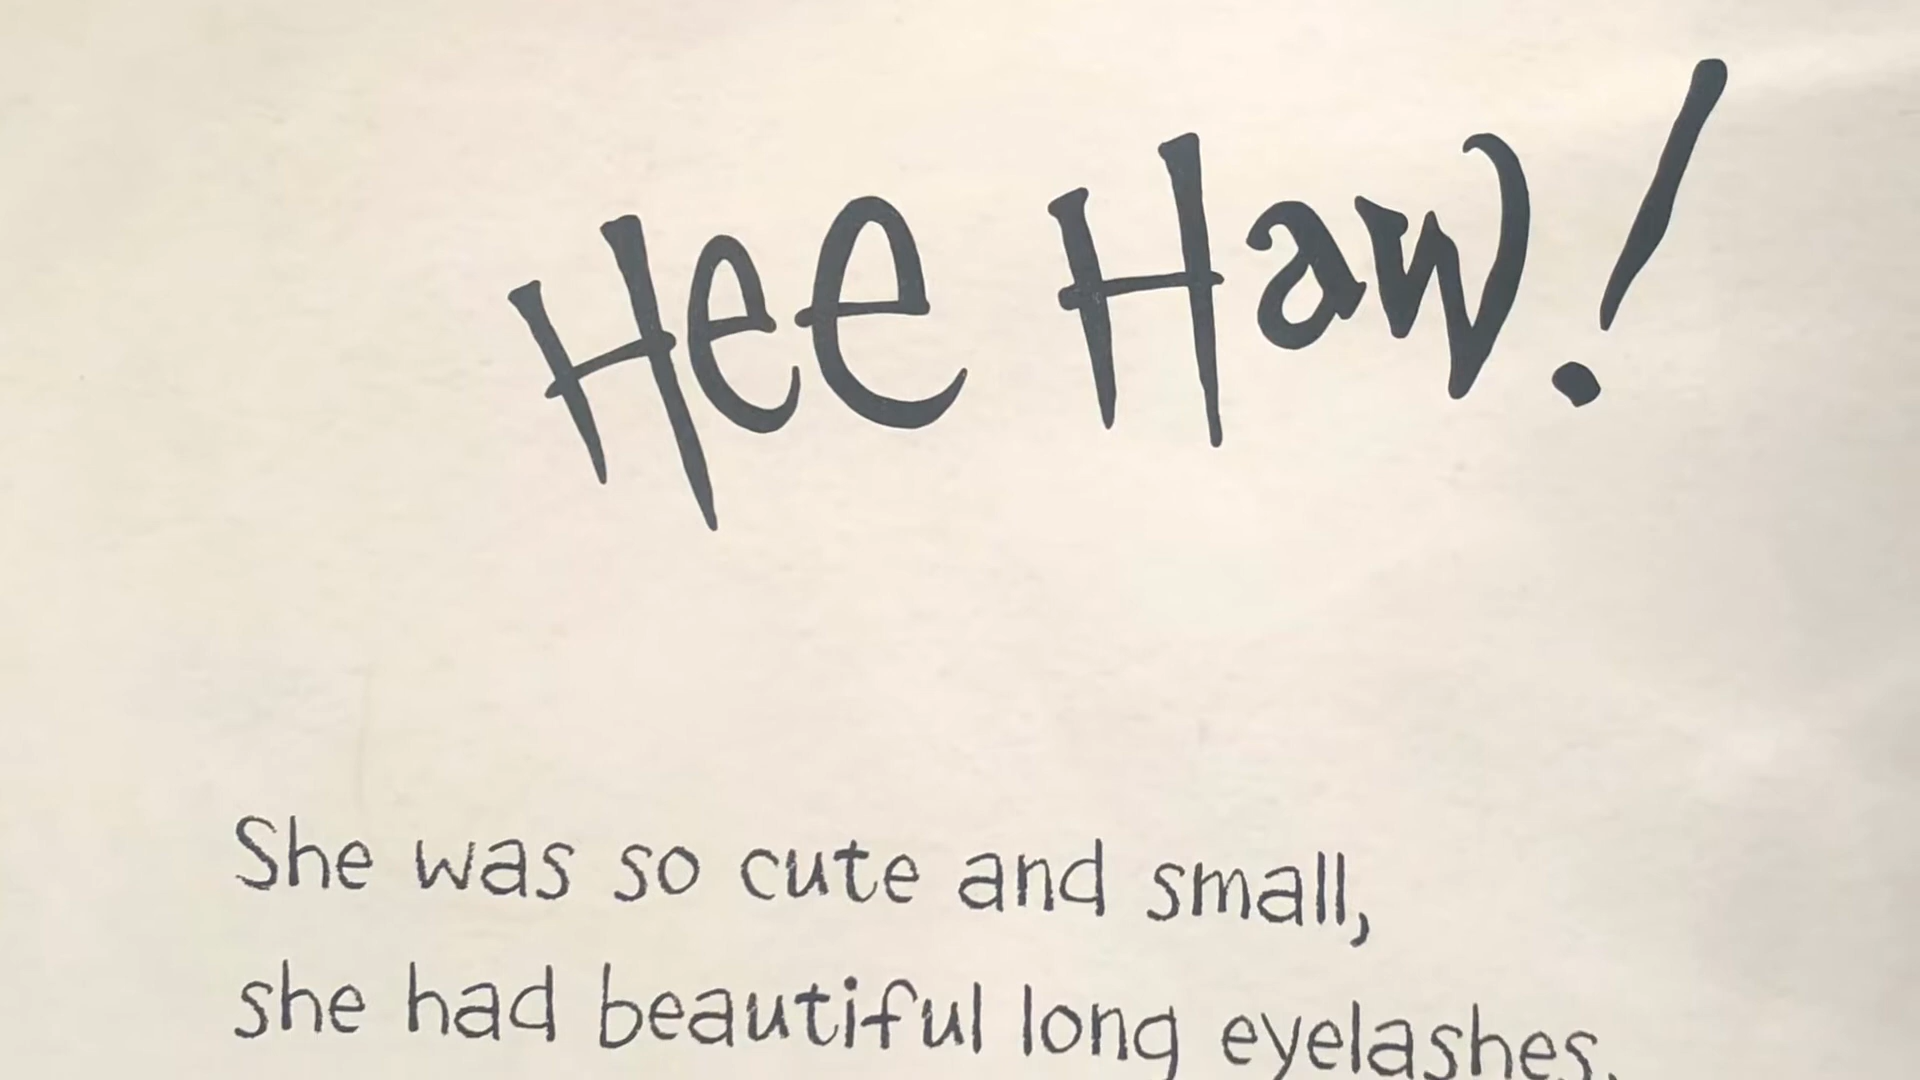 Hee Haw!
She was so cute and small,
she had beautiful long eyelashes.